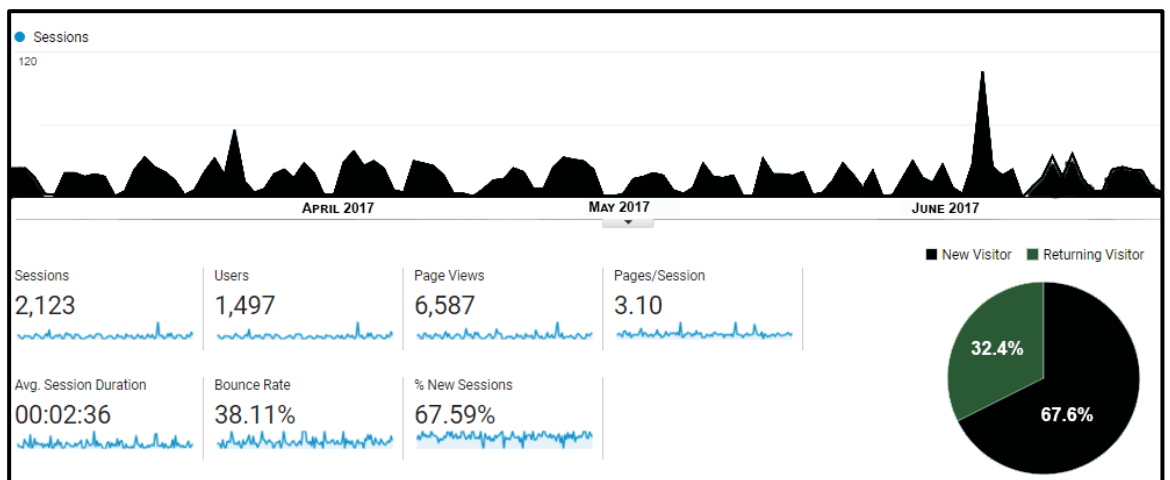 Sessions
120
APRIL 2017
MAY 2017
JUNE 2017
New Visitor Returning Visitor
Sessions
2,123
Users
1,497
Page Views
6,587
Pages/Session
3.10
Avg. Session Duration
00:02:36
Bounce Rate
38.11%
% New Sessions
67.59%
32.4%
67.6%